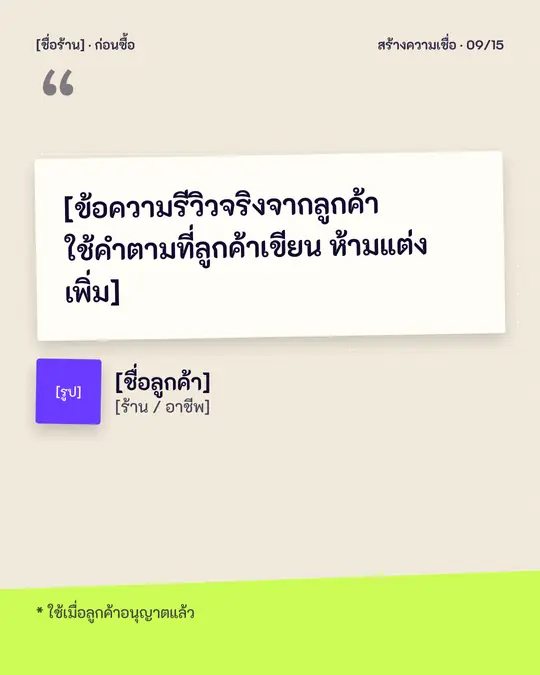 [ชื่อร้าน] · ก่อนซื้อ
สร้างความเชื่อ · 09/15
“
[ข้อความรีวิวจริงจากลูกค้า
ใช้คำตามที่ลูกค้าเขียน ห้ามแต่ง
เพิ่ม]
[รูป]
[ชื่อลูกค้า]
[ร้าน / อาชีพ]
* ใช้เมื่อลูกค้าอนุญาตแล้ว